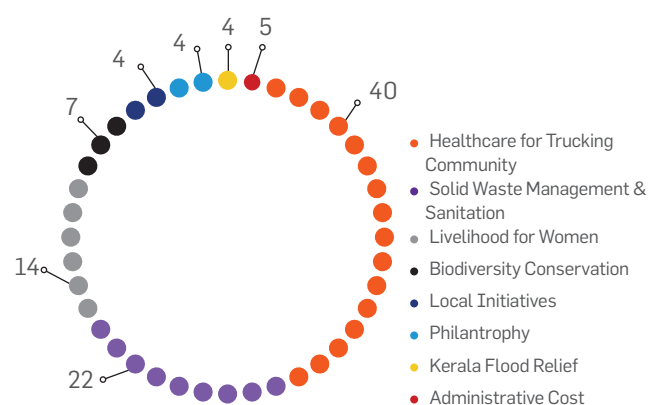 4
4
4
5
40
7
14
22
Healthcare for Trucking
Community
Solid Waste Management &
Sanitation
Livelihood for Women
Biodiversity Conservation
Local Initiatives
Philantrophy
Kerala Flood Relief
Administrative Cost